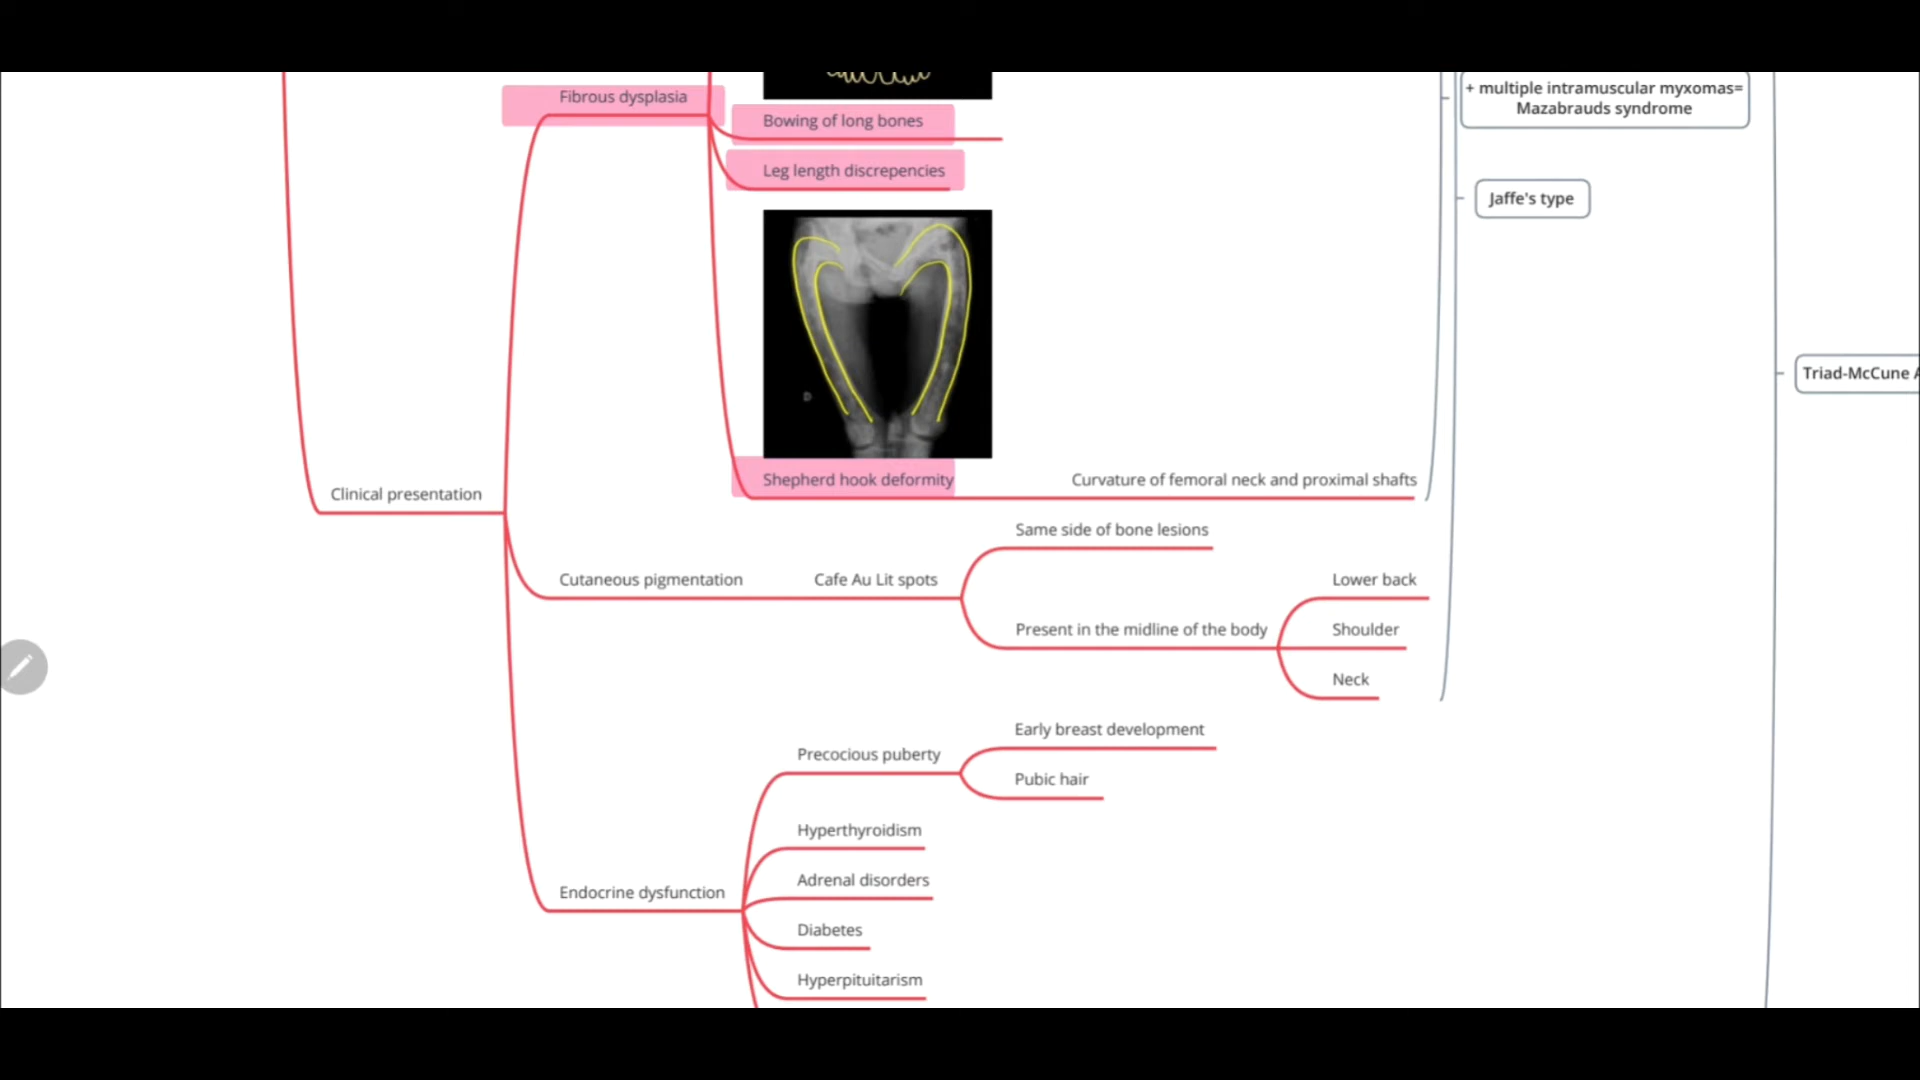 Fibrous dysplasia
Bowing of long bones
Leg length discrepencies
Shepherd hook deformity
Curvature of femoral neck and proximal shafts
Clinical presentation
Cutaneous pigmentation
Cafe Au Lit spots
Same side of bone lesions
Present in the midline of the body
Lower back
Shoulder
Neck
Endocrine dysfunction
Precocious puberty
Early breast development
Pubic hair
Hyperthyroidism
Adrenal disorders
Diabetes
Hyperpituitarism
+ multiple intramuscular myxomas=
Mazabrauds syndrome
Jaffe's type
Triad-McCune A